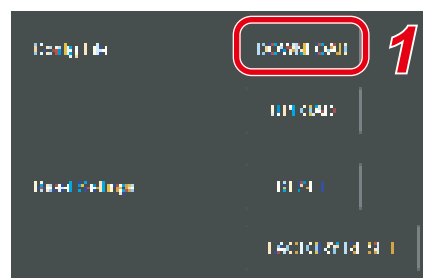 Config File DOWNLOAD 1
UPLOAD
Reset Settings RESET
FACTORY RESET